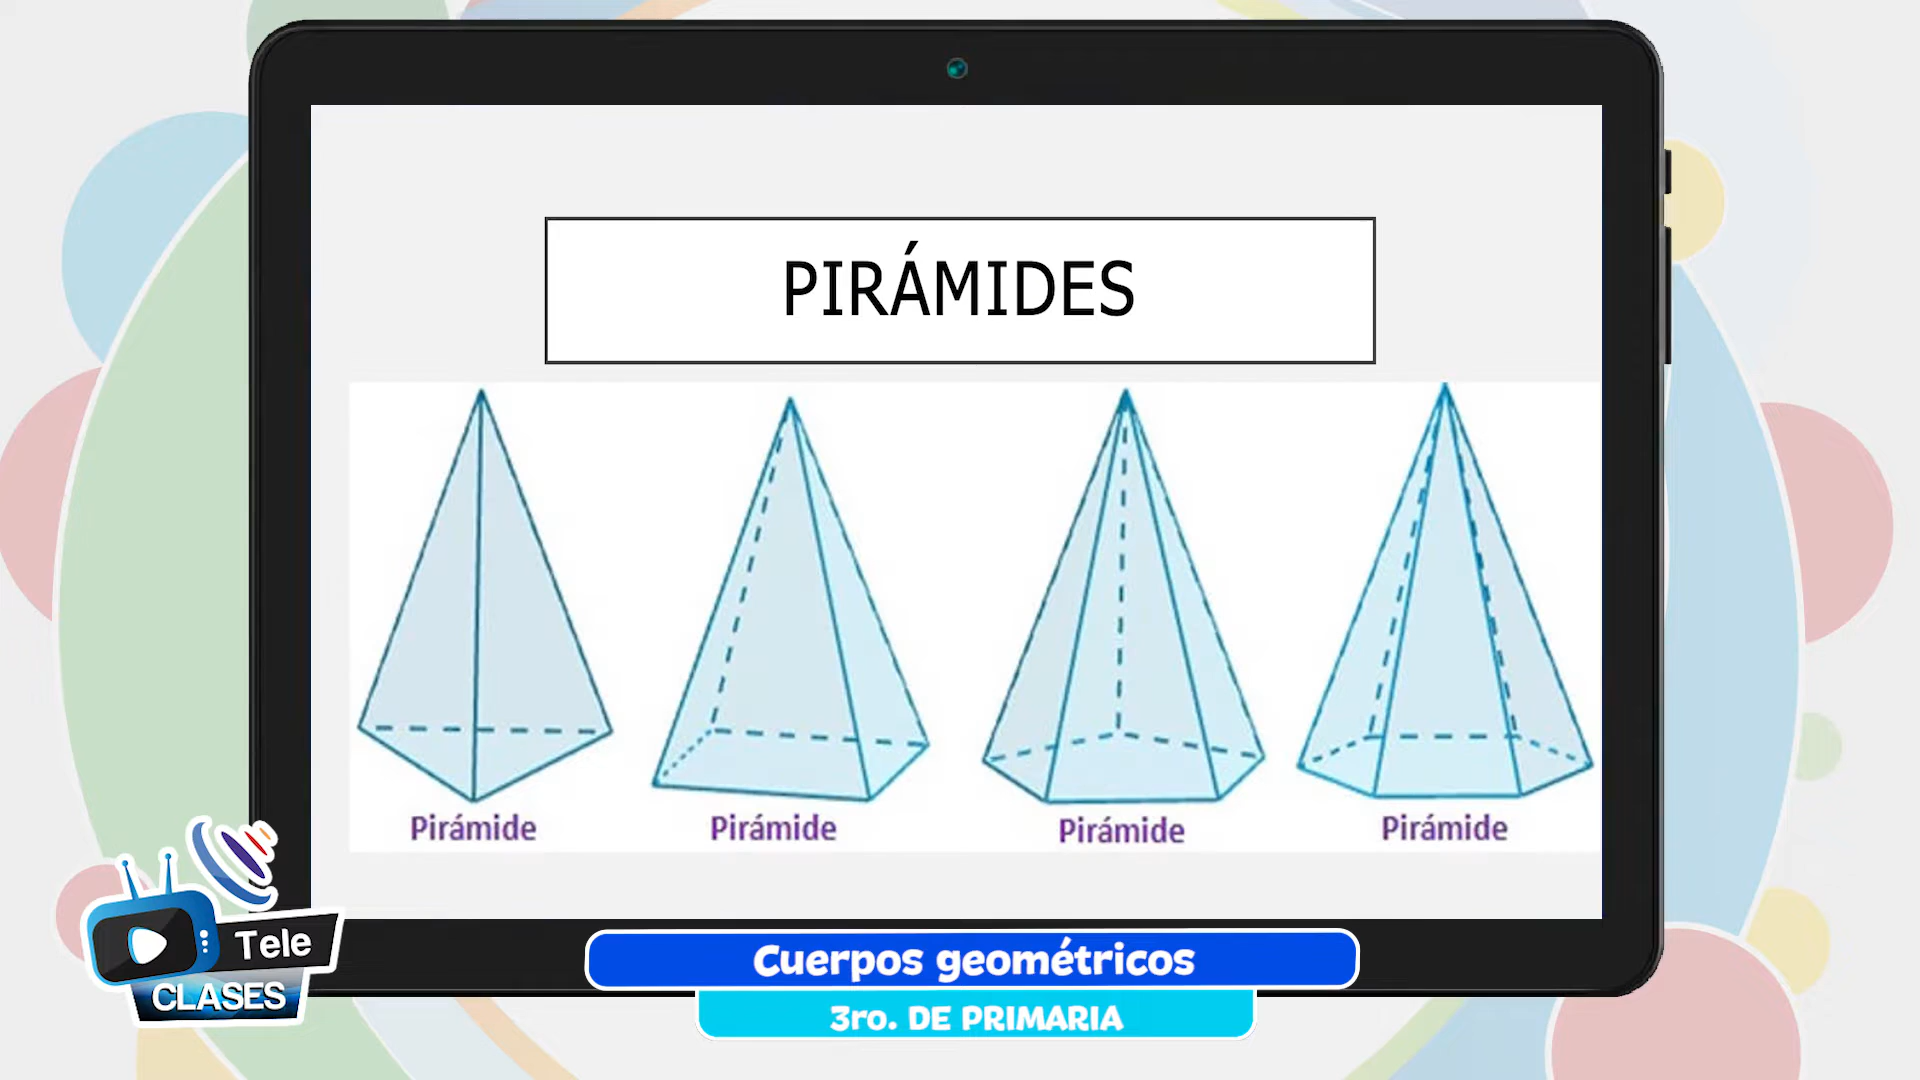 PIRÁMIDES
Pirámide
Pirámide
Pirámide
Pirámide
Tele
CLASES
Cuerpos geométricos
3ro. DE PRIMARIA